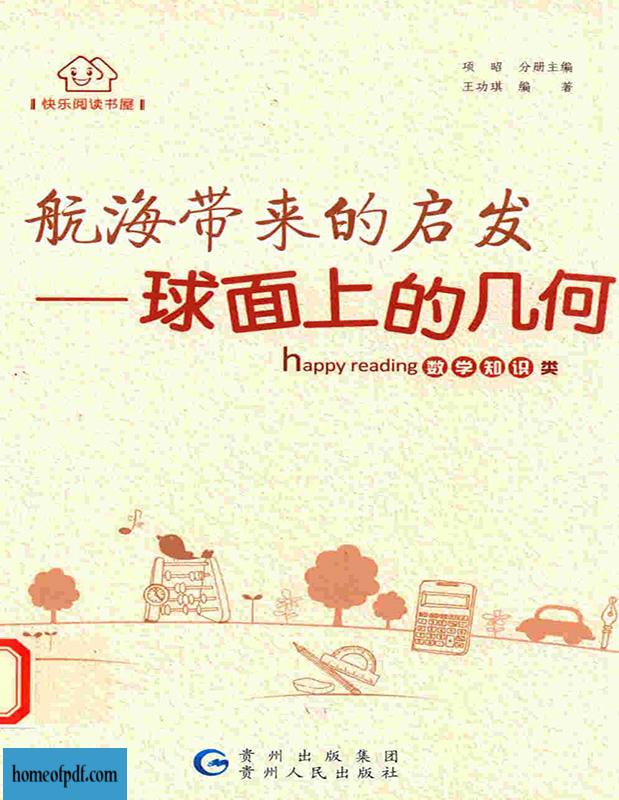 项 昭 分册主编
王功琪 编 著
快乐阅读书屋
航海带来的启发
——球面上的几何
happy reading 数学知识 类
贵州出版集团
贵州人民出版社
homeofpdf.com